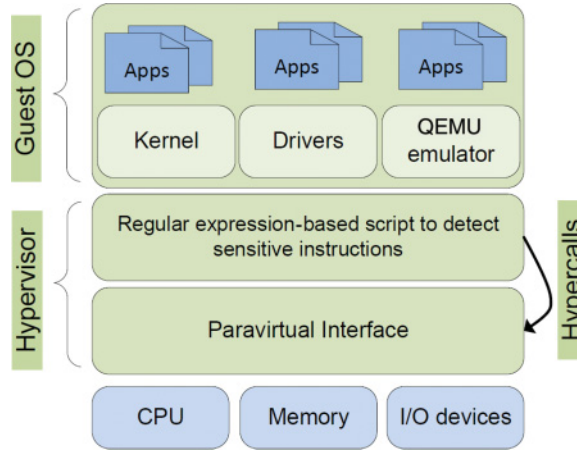 Guest OS
Apps
Apps
Apps
Kernel
Drivers
QEMU
emulator
Hypervisor
Regular expression-based script to detect
sensitive instructions
Paravirtual Interface
Hypercalls
CPU
Memory
I/O devices